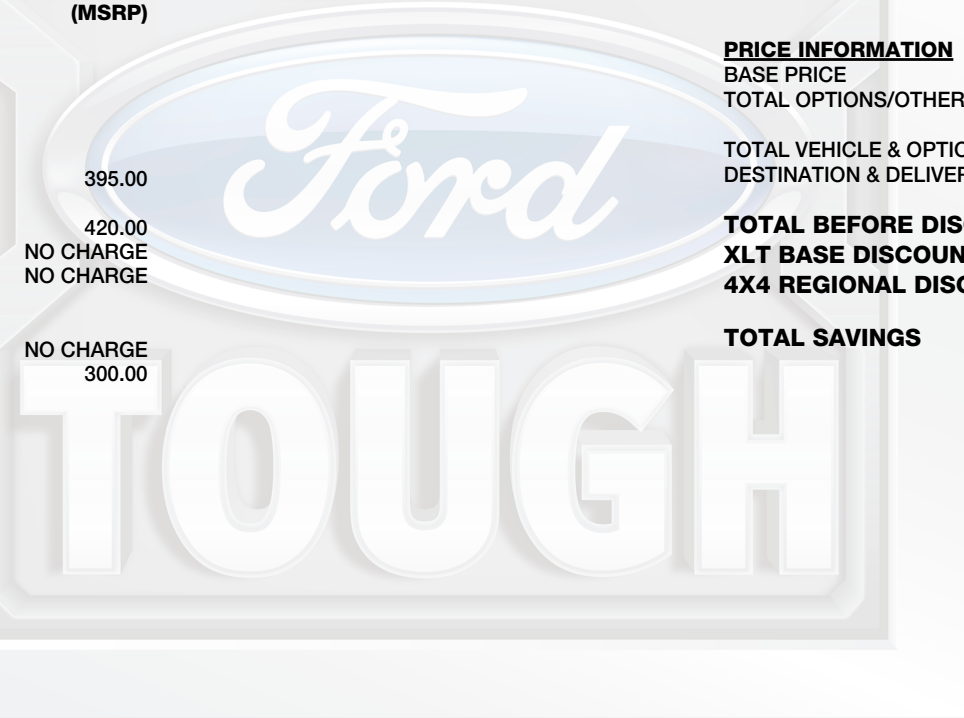 (MSRP)
395.00
420.00
NO CHARGE
NO CHARGE
NO CHARGE
300.00
PRICE INFORMATION
BASE PRICE
TOTAL OPTIONS/OTHER
TOTAL VEHICLE & OPTIO
DESTINATION & DELIVER
TOTAL BEFORE DISC
XLT BASE DISCOUN
4X4 REGIONAL DISC
TOTAL SAVINGS
Ford
TOUGH